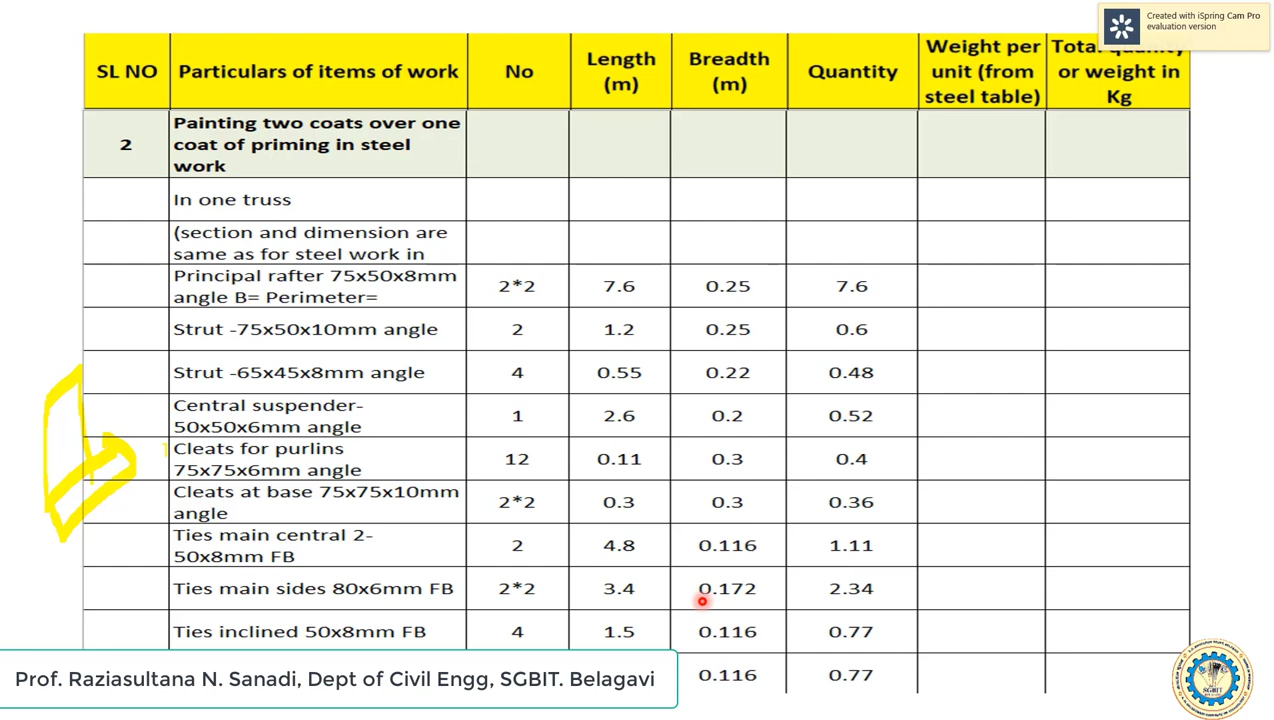 Created with iSpring Cam Pro
evaluation version
SL NO Particulars of items of work No Length (m) Breadth (m) Quantity Weight per unit (from steel table) Total quantity or weight in Kg
2 Painting two coats over one coat of priming in steel work
In one truss
(section and dimension are same as for steel work in
Principal rafter 75x50x8mm angle B= Perimeter= 2*2 7.6 0.25 7.6
Strut -75x50x10mm angle 2 1.2 0.25 0.6
Strut -65x45x8mm angle 4 0.55 0.22 0.48
Central suspender- 50x50x6mm angle 1 2.6 0.2 0.52
Cleats for purlins 75x75x6mm angle 12 0.11 0.3 0.4
Cleats at base 75x75x10mm angle 2*2 0.3 0.3 0.36
Ties main central 2- 50x8mm FB 2 4.8 0.116 1.11
Ties main sides 80x6mm FB 2*2 3.4 0.172 2.34
Ties inclined 50x8mm FB 4 1.5 0.116 0.77
0.116 0.77
Prof. Raziasultana N. Sanadi, Dept of Civil Engg, SGBIT. Belagavi
SGBIT